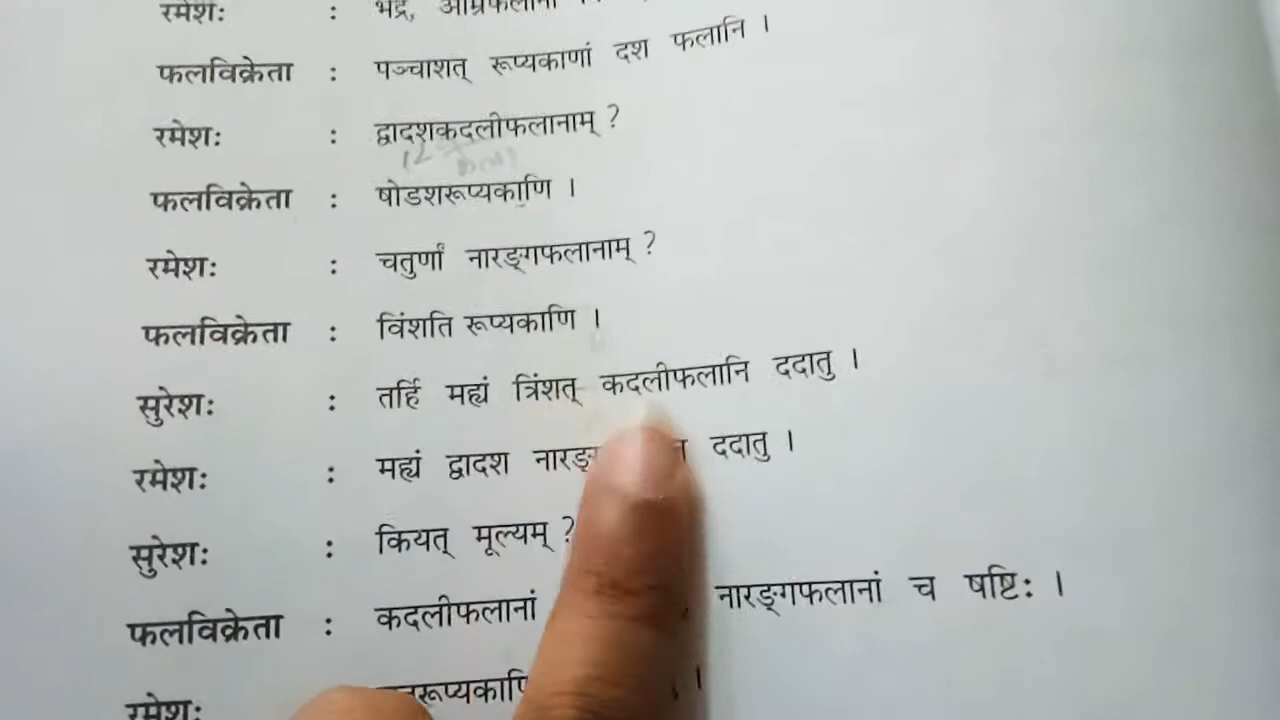 रमेशः : भद्रे,
फलविक्रेता : पञ्चाशत् रूप्यकाणां दश फलानि ।
रमेशः : द्वादशकदलीफलानाम् ?
12
फलविक्रेता : षोडशरूप्यकाणि ।
रमेशः : चतुर्णां नारङ्गफलानाम् ?
फलविक्रेता : विंशति रूप्यकाणि ।
सुरेशः : तर्हि मह्यं त्रिंशत् कदलीफलानि ददातु ।
रमेशः : मह्यं द्वादश ददातु ।
सुरेशः : कियत् मूल्यम् ?
फलविक्रेता : कदलीफलानां नारङ्गफलानां च षष्टिः ।
रमेशः :